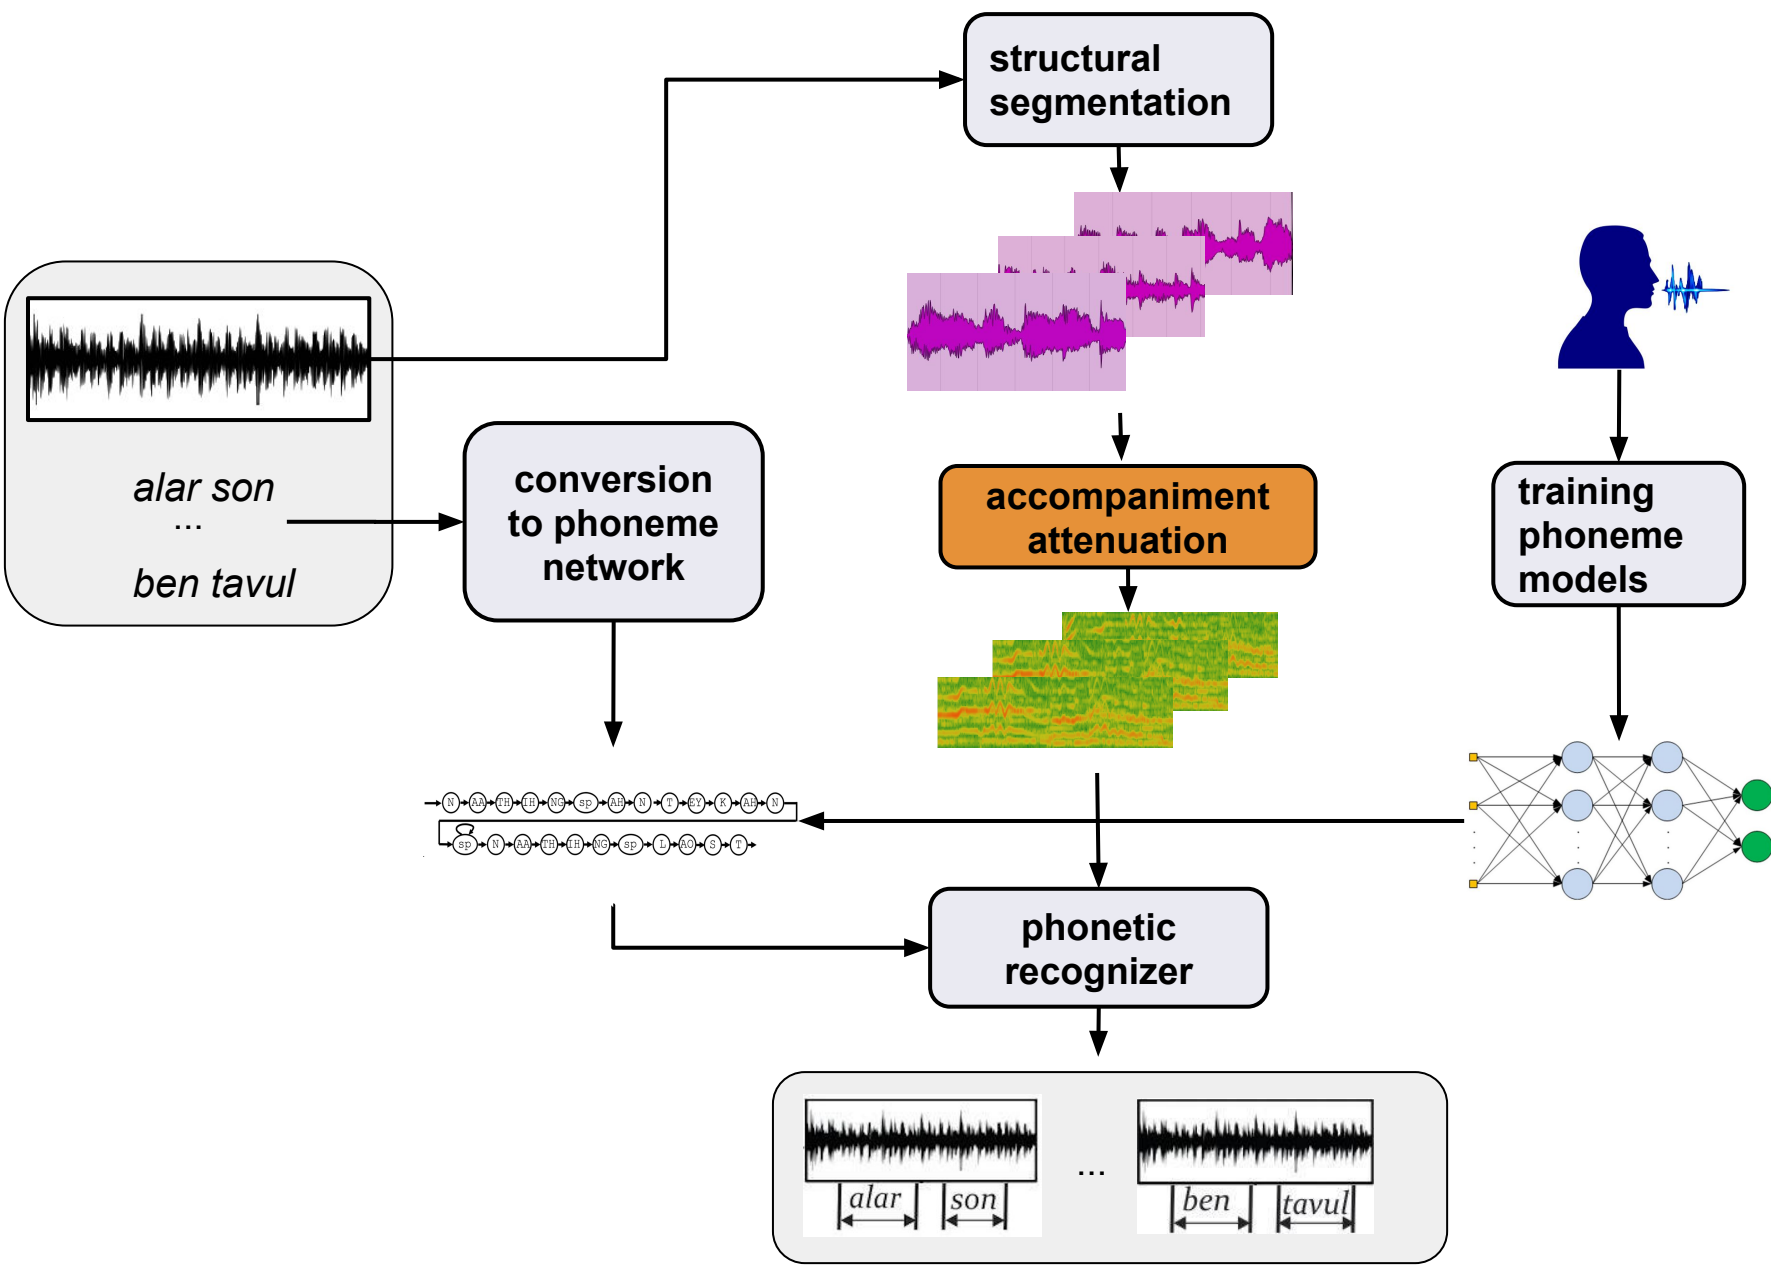 structural
segmentation
alar son
...
ben tavul
conversion
to phoneme
network
accompaniment
attenuation
training
phoneme
models
N AA TH IH NG sp AH N T EY K AH N
sp N AA TH IH NG sp L AO S T
phonetic
recognizer
alar son ... ben tavul